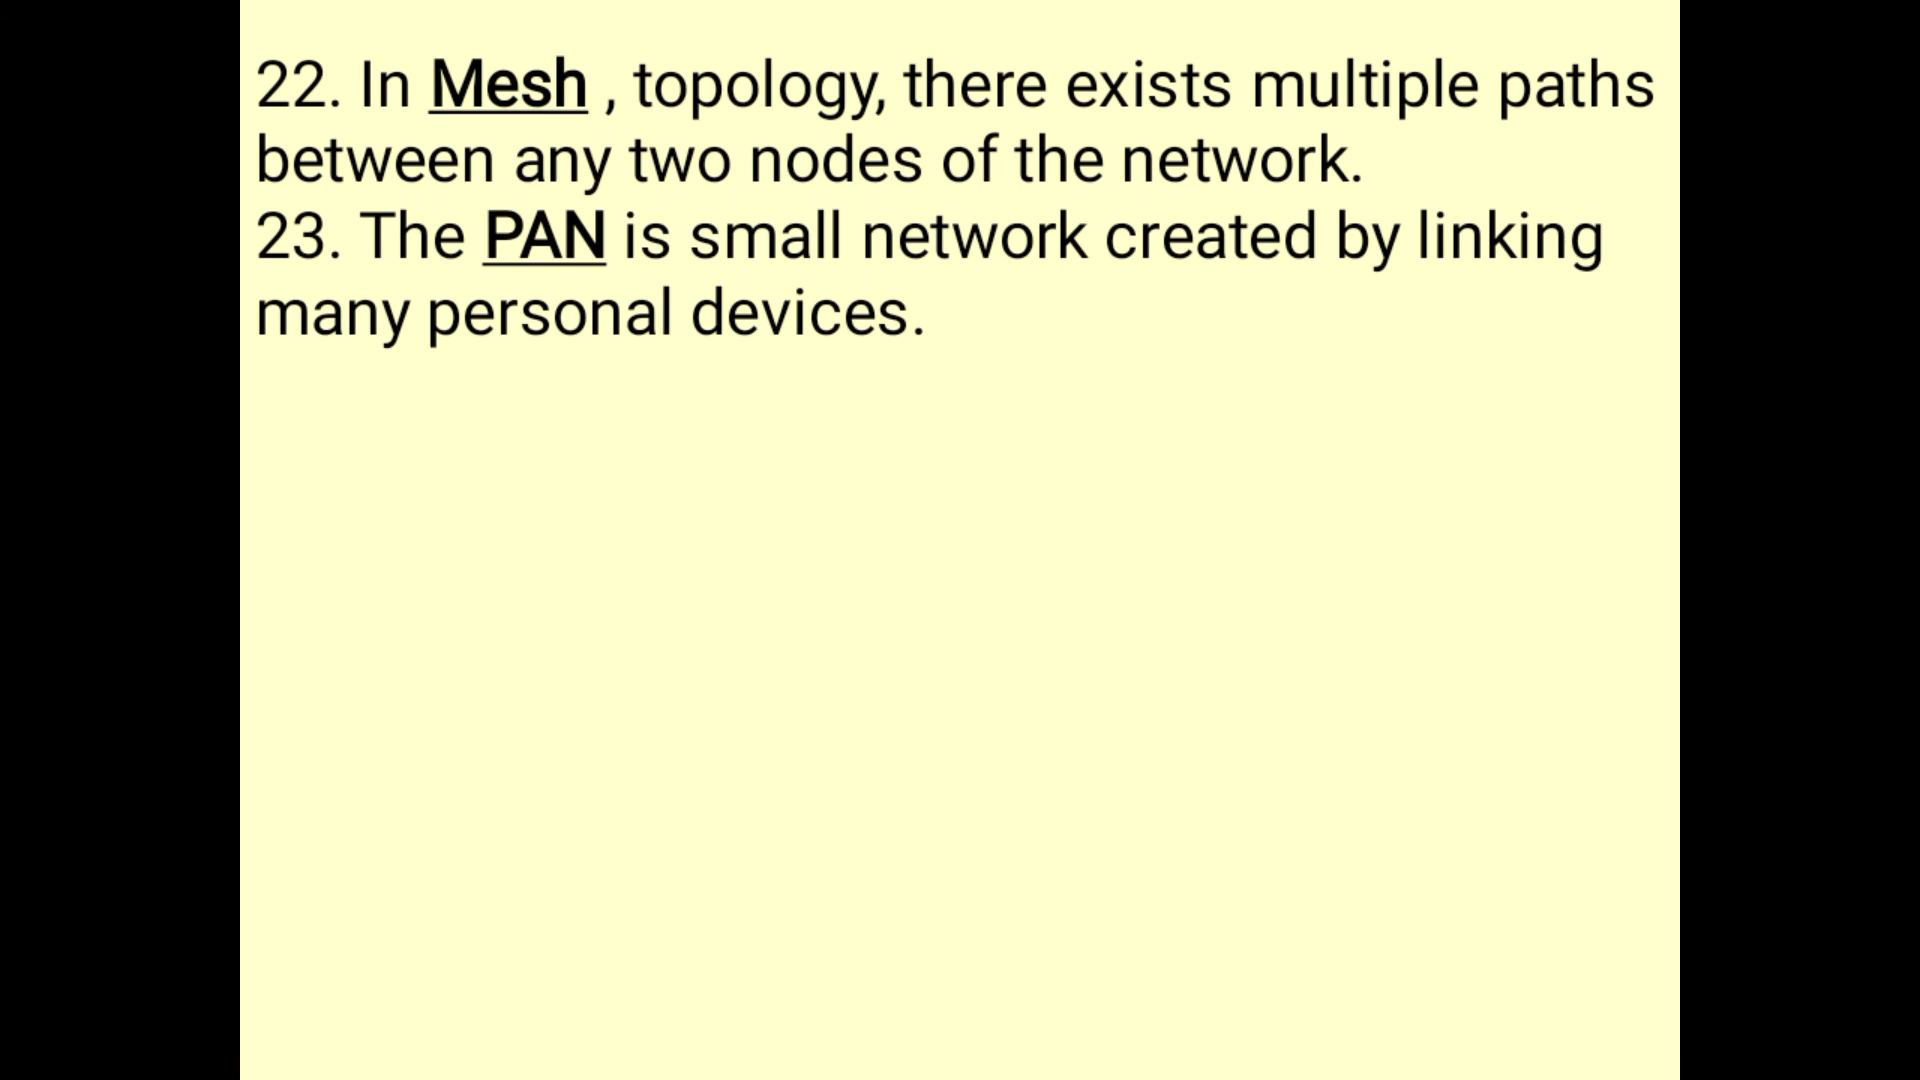 22. In Mesh , topology, there exists multiple paths
between any two nodes of the network.
23. The PAN is small network created by linking
many personal devices.